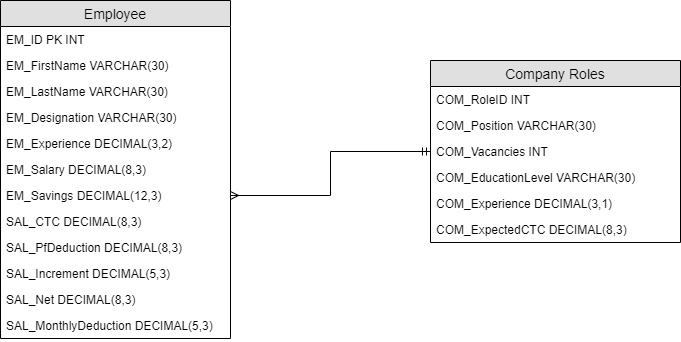 Employee
EM_ID PK INT
EM_FirstName VARCHAR(30)
EM_LastName VARCHAR(30)
EM_Designation VARCHAR(30)
EM_Experience DECIMAL(3,2)
EM_Salary DECIMAL(8,3)
EM_Savings DECIMAL(12,3)
SAL_CTC DECIMAL(8,3)
SAL_PfDeduction DECIMAL(8,3)
SAL_Increment DECIMAL(5,3)
SAL_Net DECIMAL(8,3)
SAL_MonthlyDeduction DECIMAL(5,3)
Company Roles
COM_RoleID INT
COM_Position VARCHAR(30)
COM_Vacancies INT
COM_EducationLevel VARCHAR(30)
COM_Experience DECIMAL(3,1)
COM_ExpectedCTC DECIMAL(8,3)